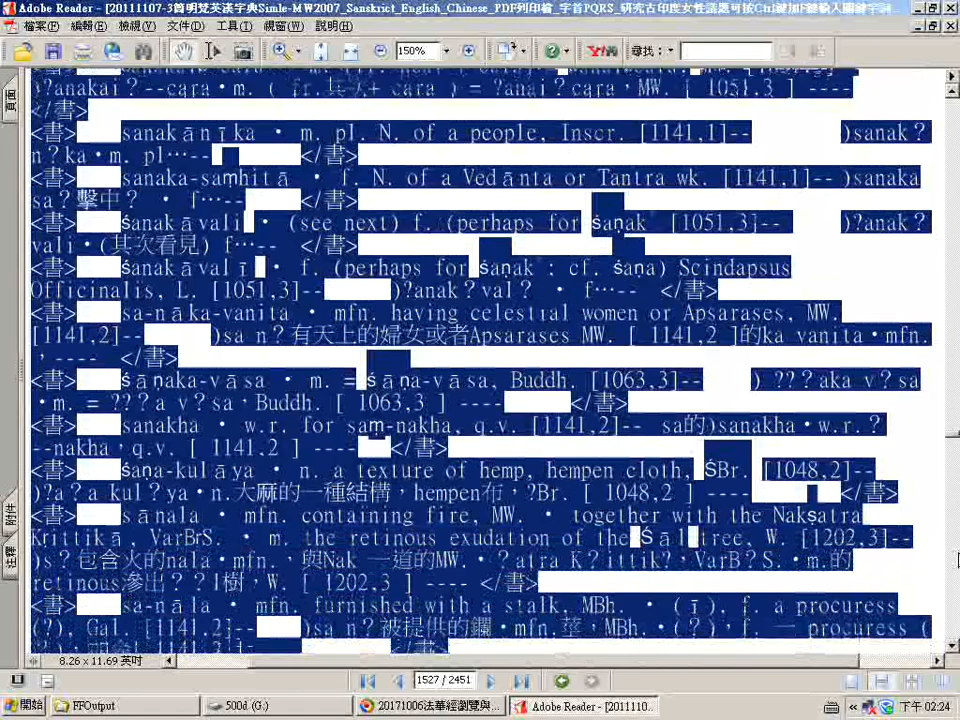 Adobe Reader - [20111107-3簡明梵英漢字典Simle-MW2007_Sanskrict_English_Chinese_PDF列印檔_字首PQRS_研究古印度女性議題可按Ctrl鍵加F鍵輸入關鍵字詞
檔案(F) 編輯(E) 檢視(V) 文件(D) 工具(T) 視窗(W) 說明(H)
150% 尋找：
頁面
)?anakai？--cara・m. ( fr.其次+ cara ) = ?anai？cara，MW. [ 1051,3 ] ----
</書>
<書> sanakānīka ・ m. pl. N. of a people, Inscr. [1141,1]-- )sanak？
n？ka・m. pl…-- </書>
<書> sanaka-saṃhitā ・ f. N. of a Vedānta or Tantra wk. [1141,1]-- )sanaka
sa？擊中？ ・ f…-- </書>
<書> śanakāvali ・ (see next) f. (perhaps for śaṇak [1051,3]-- )?anak？
vali・(其次看見) f…-- </書>
<書> śanakāvalī ・ f. (perhaps for śaṇak : cf. śaṇa) Scindapsus
Officinalis, L. [1051,3]-- )?anak？val？ ・ f…-- </書>
<書> sa-nāka-vanita ・ mfn. having celestial women or Apsarases, MW.
[1141,2]-- )sa n？有天上的婦女或者Apsarases MW. [ 1141,2 ]的ka vanita・mfn.
，---- </書>
<書> śāṇaka-vāsa ・ m. = śāṇa-vāsa, Buddh. [1063,3]-- ) ???aka v？sa
・m. = ???a v？sa，Buddh. [ 1063,3 ] ---- </書>
<書> sanakha ・ w.r. for saṃ-nakha, q.v. [1141,2]-- sa的)sanakha・w.r.？
--nakha，q.v. [ 1141,2 ] ---- </書>
<書> śaṇa-kulāya ・ n. a texture of hemp, hempen cloth, ŚBr. [1048,2]--
)?a？a kul？ya・n.大麻的一種結構，hempen布，?Br. [ 1048,2 ] ---- </書>
<書> sānala ・ mfn. containing fire, MW. ・ together with the Nakṣatra
Krittikā, VarBrS. ・ m. the retinous exudation of the Śāl tree, W. [1202,3]--
)s？包含火的nala・mfn.，與Nak 一道的MW.・？atra K？ittik?，VarB？S.・m.的
retinous滲出？？l樹，W. [ 1202,3 ] ---- </書>
<書> sa-nāla ・ mfn. furnished with a stalk, MBh. ・ (ī), f. a procuress
(?), Gal. [1141,2]-- )sa n？被提供的鑭・mfn.莖，MBh.・(？), f. 一 procuress (
附件
注釋
8.26 x 11.69 英吋
1527 / 2451
開始 FFOutput 500d (G:) 20171006法華經瀏覽與... Adobe Reader - [2011110... 下午 02:24